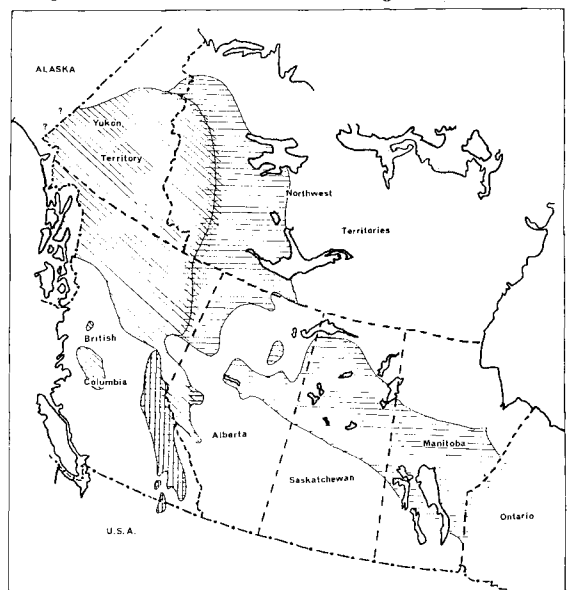 ALASKA
?
?
Yukon
Territory
Northwest
Territories
British
Columbia
Alberta
Saskatchewan
Manitoba
Ontario
U.S.A.